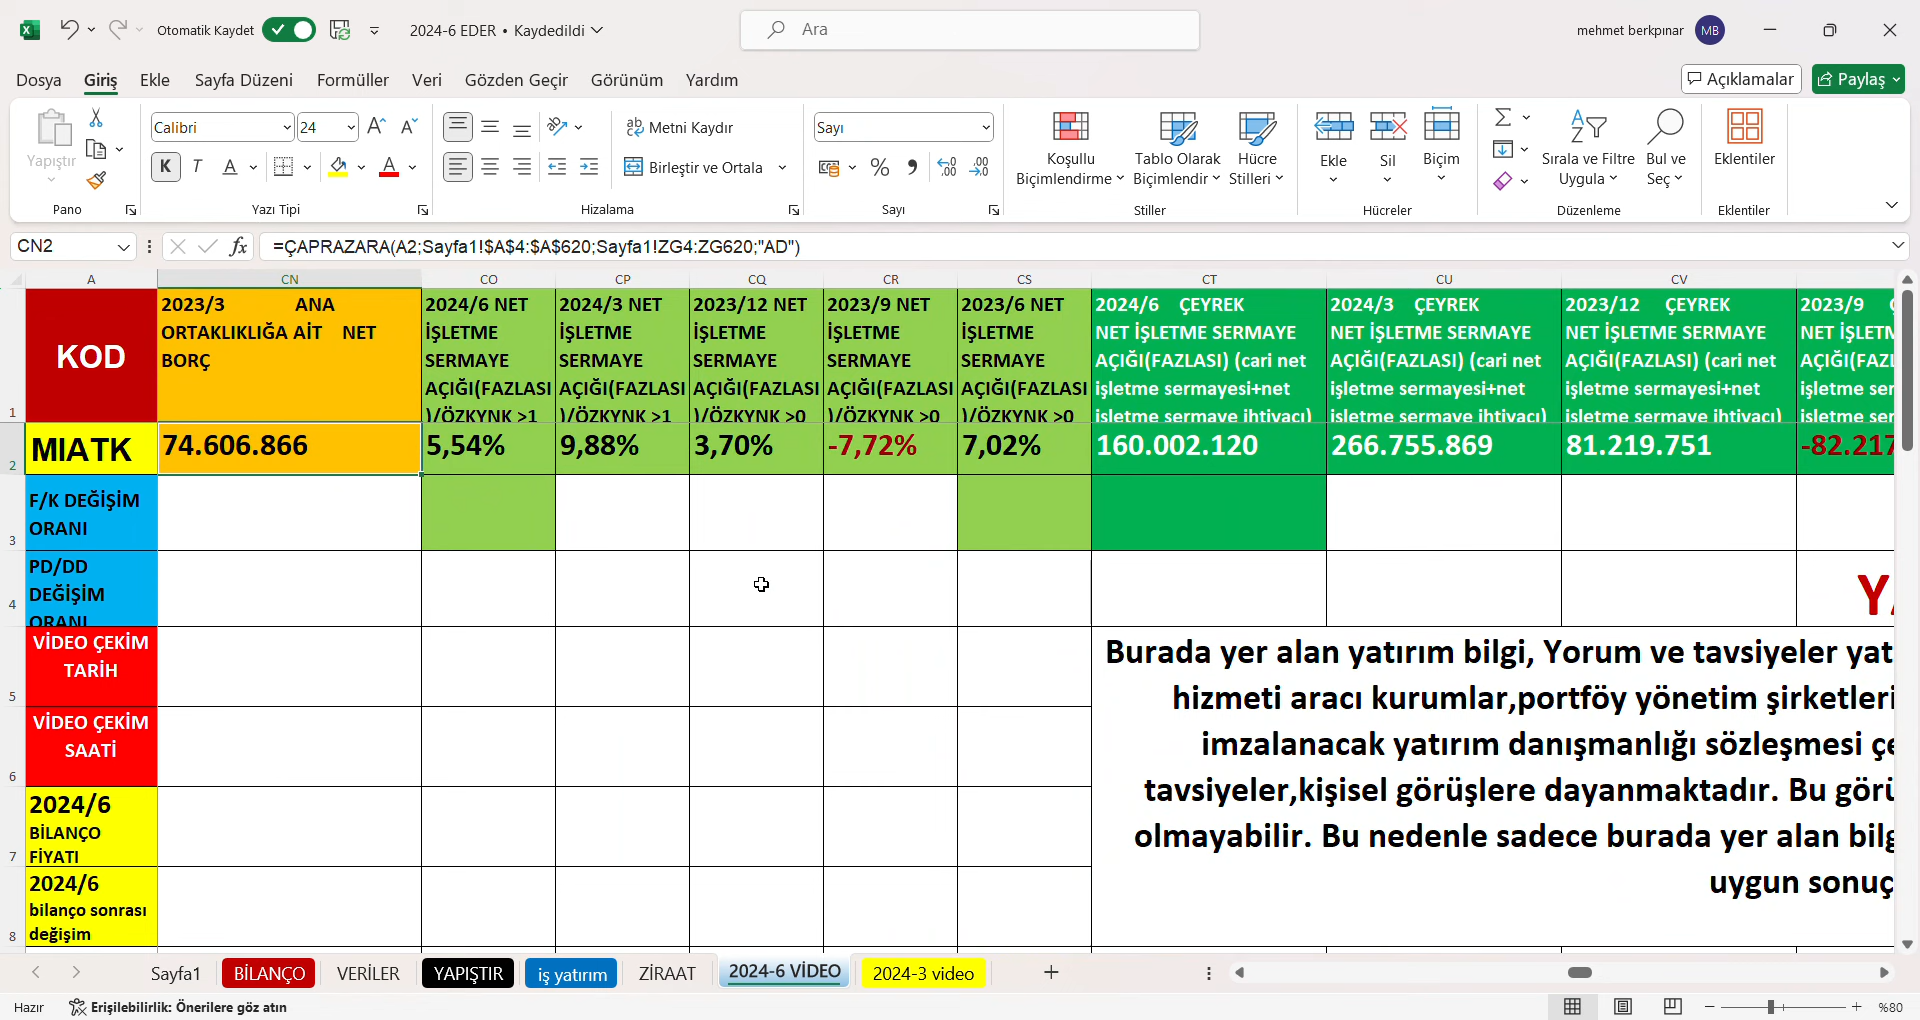 Otomatik Kaydet
2024-6 EDER • Kaydedildi
Ara
mehmet berkpınar
MB
Dosya Giriş Ekle Sayfa Düzeni Formüller Veri Gözden Geçir Görünüm Yardım
Açıklamalar
Paylaş
Yapıştır
Pano
Calibri
24
K T A
A
Yazı Tipi
Metni Kaydır
Birleştir ve Ortala
Hizalama
Sayı
%
Sayı
Koşullu
Biçimlendirme
Tablo Olarak
Biçimlendir
Hücre
Stilleri
Stiller
Ekle
Sil
Biçim
Hücreler
Sırala ve Filtre
Uygula
Bul ve
Seç
Düzenleme
Eklentiler
Eklentiler
CN2
fx
=ÇAPRAZARA(A2;Sayfa1!$A$4:$A$620;Sayfa1!ZG4:ZG620;"AD")
A CN CO CP CQ CR CS CT CU CV
1
KOD
2023/3 ANA
ORTAKLIKLIĞA AİT NET
BORÇ
2024/6 NET
İŞLETME
SERMAYE
AÇIĞI(FAZLASI
)/ÖZKYNK >1
2024/3 NET
İŞLETME
SERMAYE
AÇIĞI(FAZLASI
)/ÖZKYNK >1
2023/12 NET
İŞLETME
SERMAYE
AÇIĞI(FAZLASI
)/ÖZKYNK >0
2023/9 NET
İŞLETME
SERMAYE
AÇIĞI(FAZLASI
)/ÖZKYNK >0
2023/6 NET
İŞLETME
SERMAYE
AÇIĞI(FAZLASI
)/ÖZKYNK >0
2024/6 ÇEYREK
NET İŞLETME SERMAYE
AÇIĞI(FAZLASI) (cari net
işletme sermayesi+net
işletme sermaye ihtiyacı)
2024/3 ÇEYREK
NET İŞLETME SERMAYE
AÇIĞI(FAZLASI) (cari net
işletme sermayesi+net
işletme sermaye ihtiyacı)
2023/12 ÇEYREK
NET İŞLETME SERMAYE
AÇIĞI(FAZLASI) (cari net
işletme sermayesi+net
işletme sermaye ihtiyacı)
2023/9
NET İŞLETM
AÇIĞI(FAZL
işletme ser
işletme ser
2
MIATK 74.606.866 5,54% 9,88% 3,70% -7,72% 7,02% 160.002.120 266.755.869 81.219.751 -82.217
3
F/K DEĞİŞİM
ORANI
4
PD/DD
DEĞİŞİM
ORANI
5
VİDEO ÇEKİM
TARİH
6
VİDEO ÇEKİM
SAATİ
7
2024/6
BİLANÇO
FİYATI
8
2024/6
bilanço sonrası
değişim
Burada yer alan yatırım bilgi, Yorum ve tavsiyeler yat
hizmeti aracı kurumlar,portföy yönetim şirketleri
imzalanacak yatırım danışmanlığı sözleşmesi çe
tavsiyeler,kişisel görüşlere dayanmaktadır. Bu görü
olmayabilir. Bu nedenle sadece burada yer alan bilg
uygun sonuç
Sayfa1 BİLANÇO VERİLER YAPIŞTIR iş yatırım ZİRAAT 2024-6 VİDEO 2024-3 video
Hazır
Erişilebilirlik: Önerilere göz atın
%80